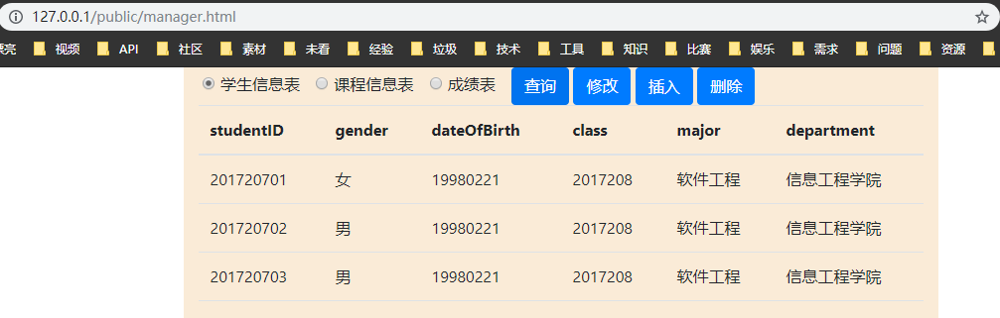 127.0.0.1/public/manager.html
亮 视频 API 社区 素材 未看 经验 垃圾 技术 工具 知识 比赛 娱乐 需求 问题 资源
学生信息表 课程信息表 成绩表 查询 修改 插入 删除
studentID gender dateOfBirth class major department
201720701 女 19980221 2017208 软件工程 信息工程学院
201720702 男 19980221 2017208 软件工程 信息工程学院
201720703 男 19980221 2017208 软件工程 信息工程学院